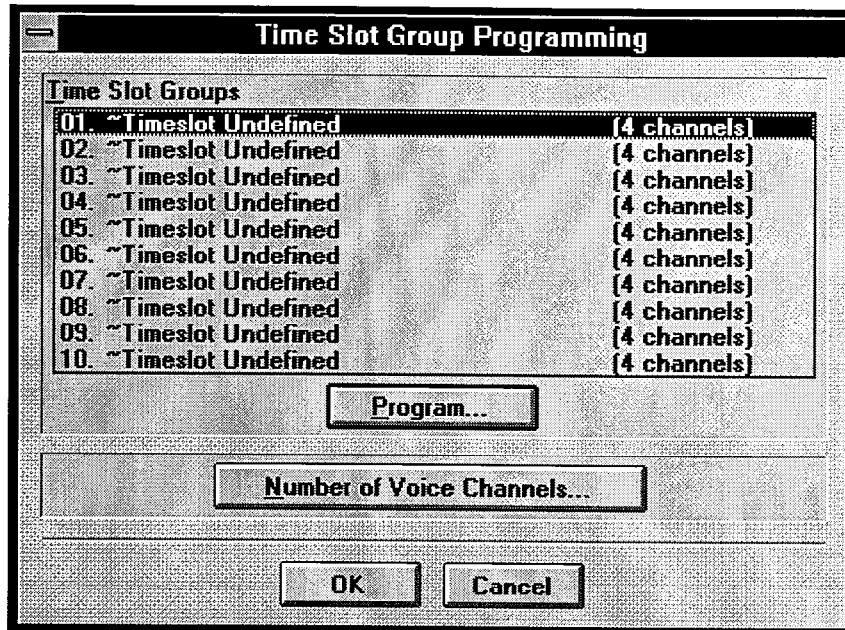 Time Slot Group Programming
Time Slot Groups
01. ~Timeslot Undefined (4 channels)
02. ~Timeslot Undefined (4 channels)
03. ~Timeslot Undefined (4 channels)
04. ~Timeslot Undefined (4 channels)
05. ~Timeslot Undefined (4 channels)
06. ~Timeslot Undefined (4 channels)
07. ~Timeslot Undefined (4 channels)
08. ~Timeslot Undefined (4 channels)
09. ~Timeslot Undefined (4 channels)
10. ~Timeslot Undefined (4 channels)
Program...
Number of Voice Channels...
OK Cancel